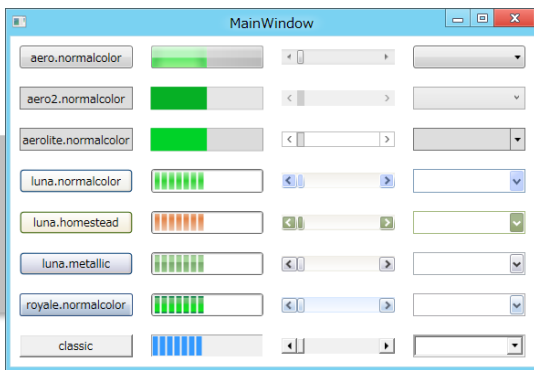 MainWindow
aero.normalcolor
aero2.normalcolor
aerolite.normalcolor
luna.normalcolor
luna.homestead
luna.metallic
royale.normalcolor
classic